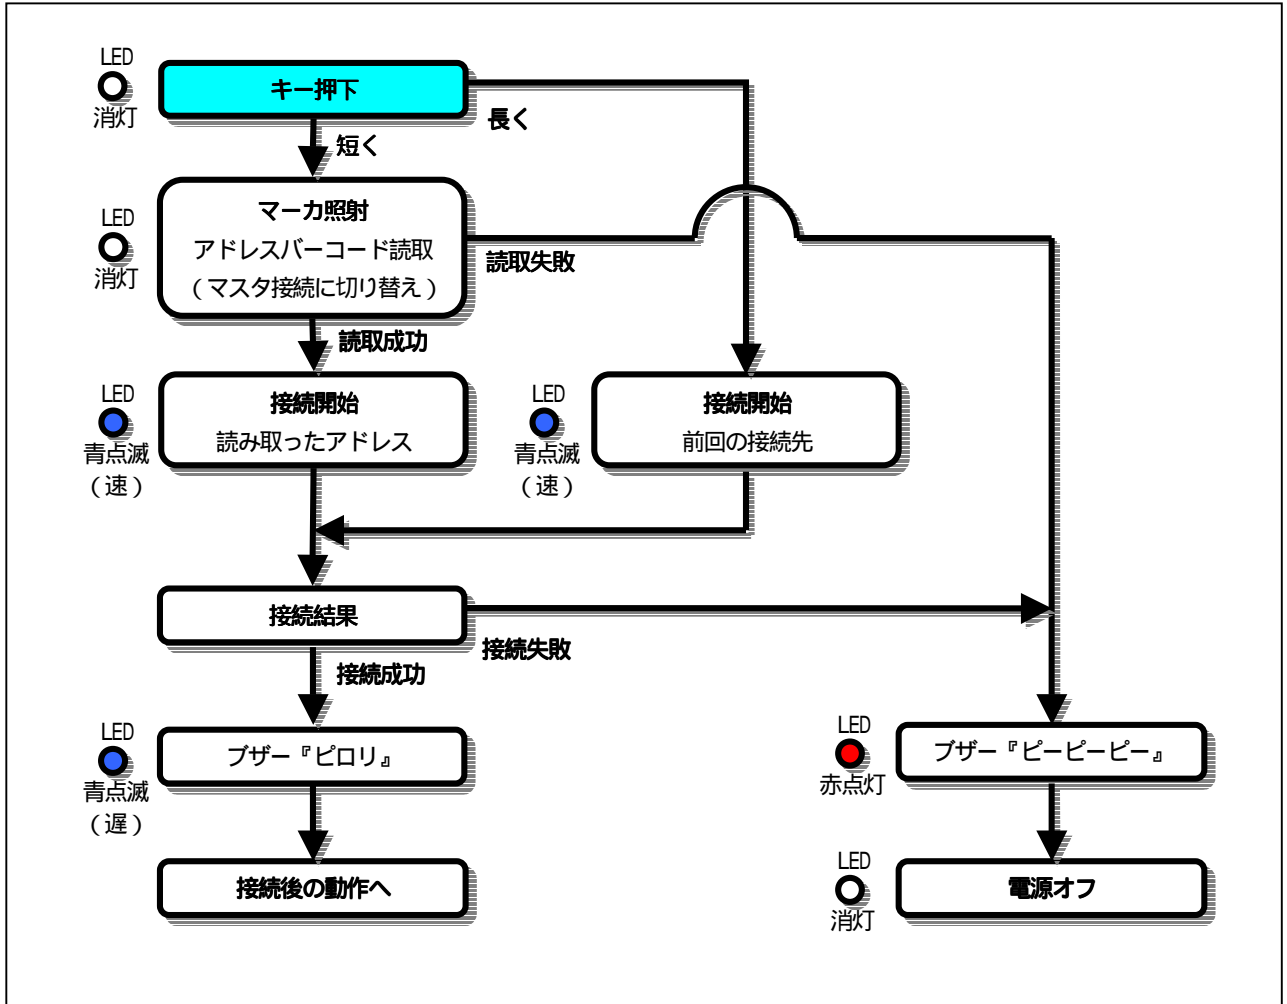 LED
消灯
キー押下
長く
短く
LED
消灯
マーカ照射
アドレスバーコード読取
（マスタ接続に切り替え）
読取失敗
読取成功
LED
青点滅
（速）
接続開始
読み取ったアドレス
LED
青点滅
（速）
接続開始
前回の接続先
接続結果
接続失敗
接続成功
LED
青点滅
（遅）
ブザー『ピロリ』
LED
赤点灯
ブザー『ピーピーピー』
接続後の動作へ
LED
消灯
電源オフ